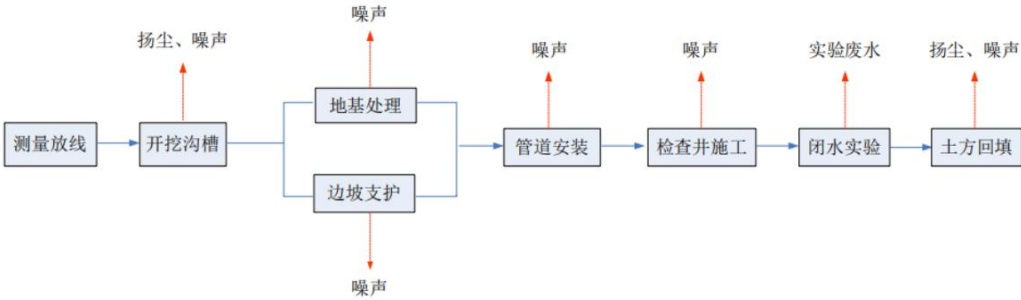 噪声
扬尘、噪声
噪声
噪声
实验废水
扬尘、噪声
地基处理
测量放线
开挖沟槽
管道安装
检查井施工
闭水实验
土方回填
边坡支护
噪声